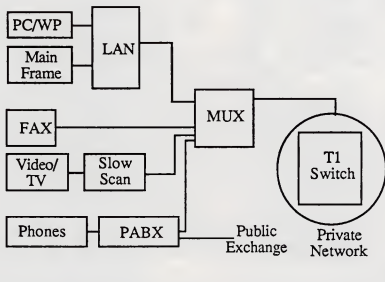 PC/WP
LAN
Main
Frame
MUX
FAX
T1
Switch
Video/
TV
Slow
Scan
Phones
PABX
Public
Exchange
Private
Network